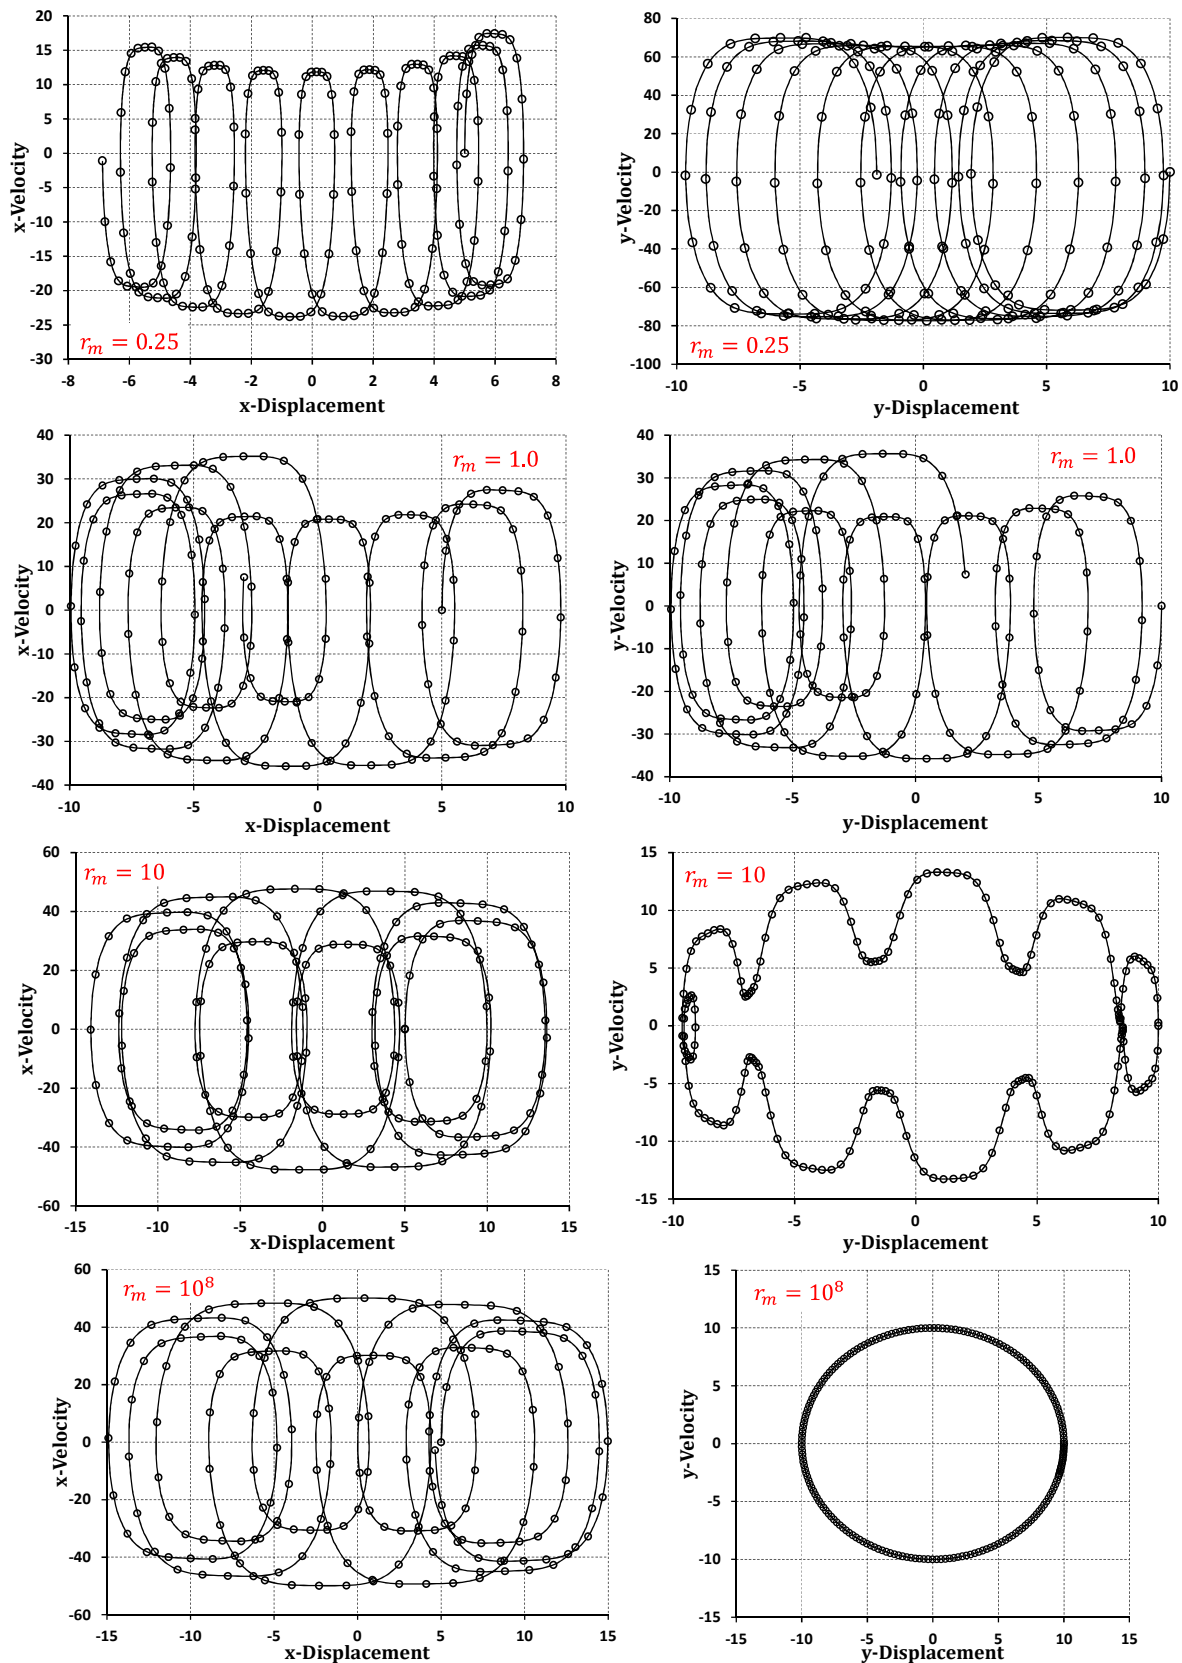 20
15
10
5
0
-5
-10
-15
-20
-25
-30
x-Velocity
r_m = 0.25
-8 -6 -4 -2 0 2 4 6 8
x-Displacement
80
60
40
20
0
-20
-40
-60
-80
-100
y-Velocity
r_m = 0.25
-10 -5 0 5 10
y-Displacement
40
30
20
10
0
-10
-20
-30
-40
x-Velocity
r_m = 1.0
-10 -5 0 5 10
x-Displacement
40
30
20
10
0
-10
-20
-30
-40
y-Velocity
r_m = 1.0
-10 -5 0 5 10
y-Displacement
60
40
20
0
-20
-40
-60
x-Velocity
r_m = 10
-15 -10 -5 0 5 10 15
x-Displacement
15
10
5
0
-5
-10
-15
y-Velocity
r_m = 10
-10 -5 0 5 10
y-Displacement
60
40
20
0
-20
-40
-60
x-Velocity
r_m = 10⁸
-15 -10 -5 0 5 10 15
x-Displacement
15
10
5
0
-5
-10
-15
y-Velocity
r_m = 10⁸
-15 -10 -5 0 5 10 15
y-Displacement